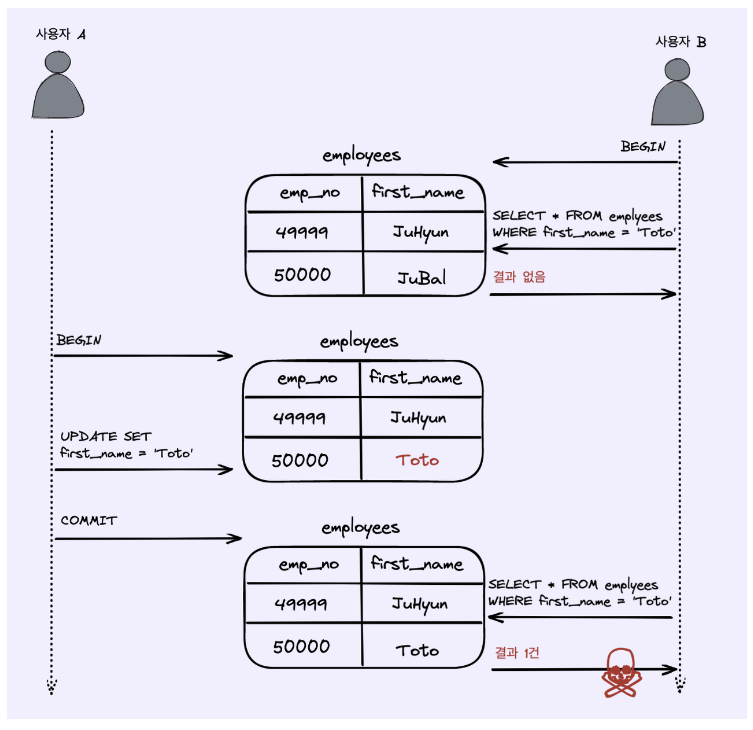 사용자 A
사용자 B
BEGIN
employees
emp_no first_name
49999 JuHyun
50000 JuBal
SELECT * FROM emplyees
WHERE first_name = 'Toto'
결과 없음
BEGIN
employees
emp_no first_name
49999 JuHyun
50000 Toto
UPDATE SET
first_name = 'Toto'
COMMIT
employees
emp_no first_name
49999 JuHyun
50000 Toto
SELECT * FROM emplyees
WHERE first_name = 'Toto'
결과 1건